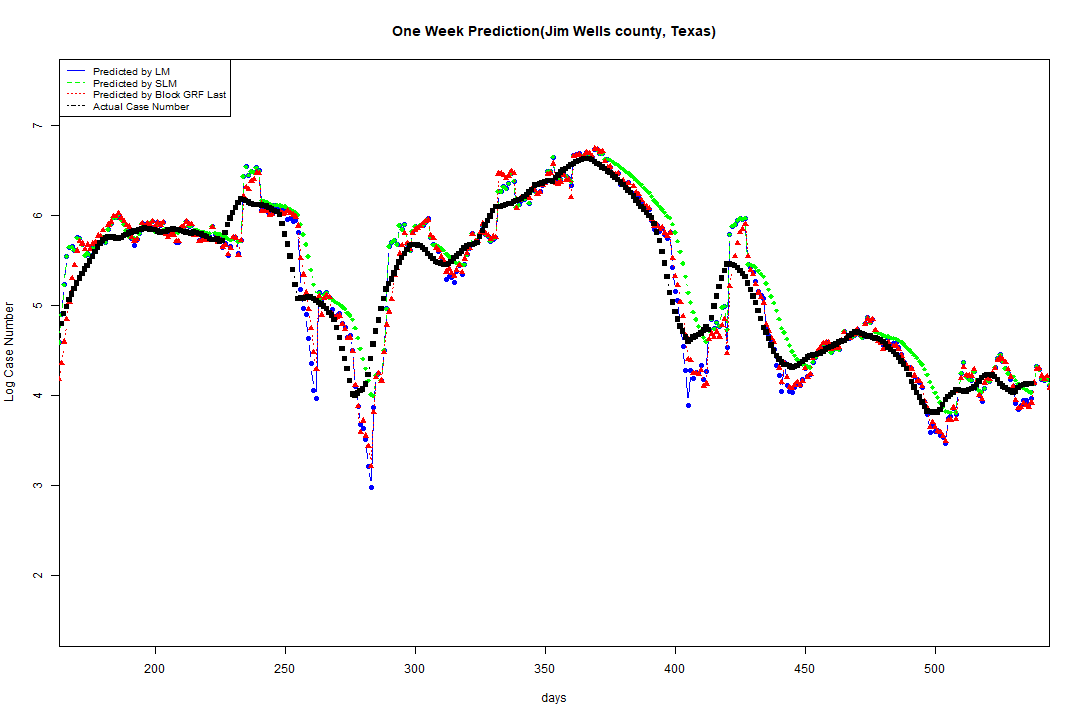 One Week Prediction(Jim Wells county, Texas)
Predicted by LM
Predicted by SLM
Predicted by Block GRF Last
Actual Case Number
7
6
5
4
3
2
Log Case Number
200 250 300 350 400 450 500
days